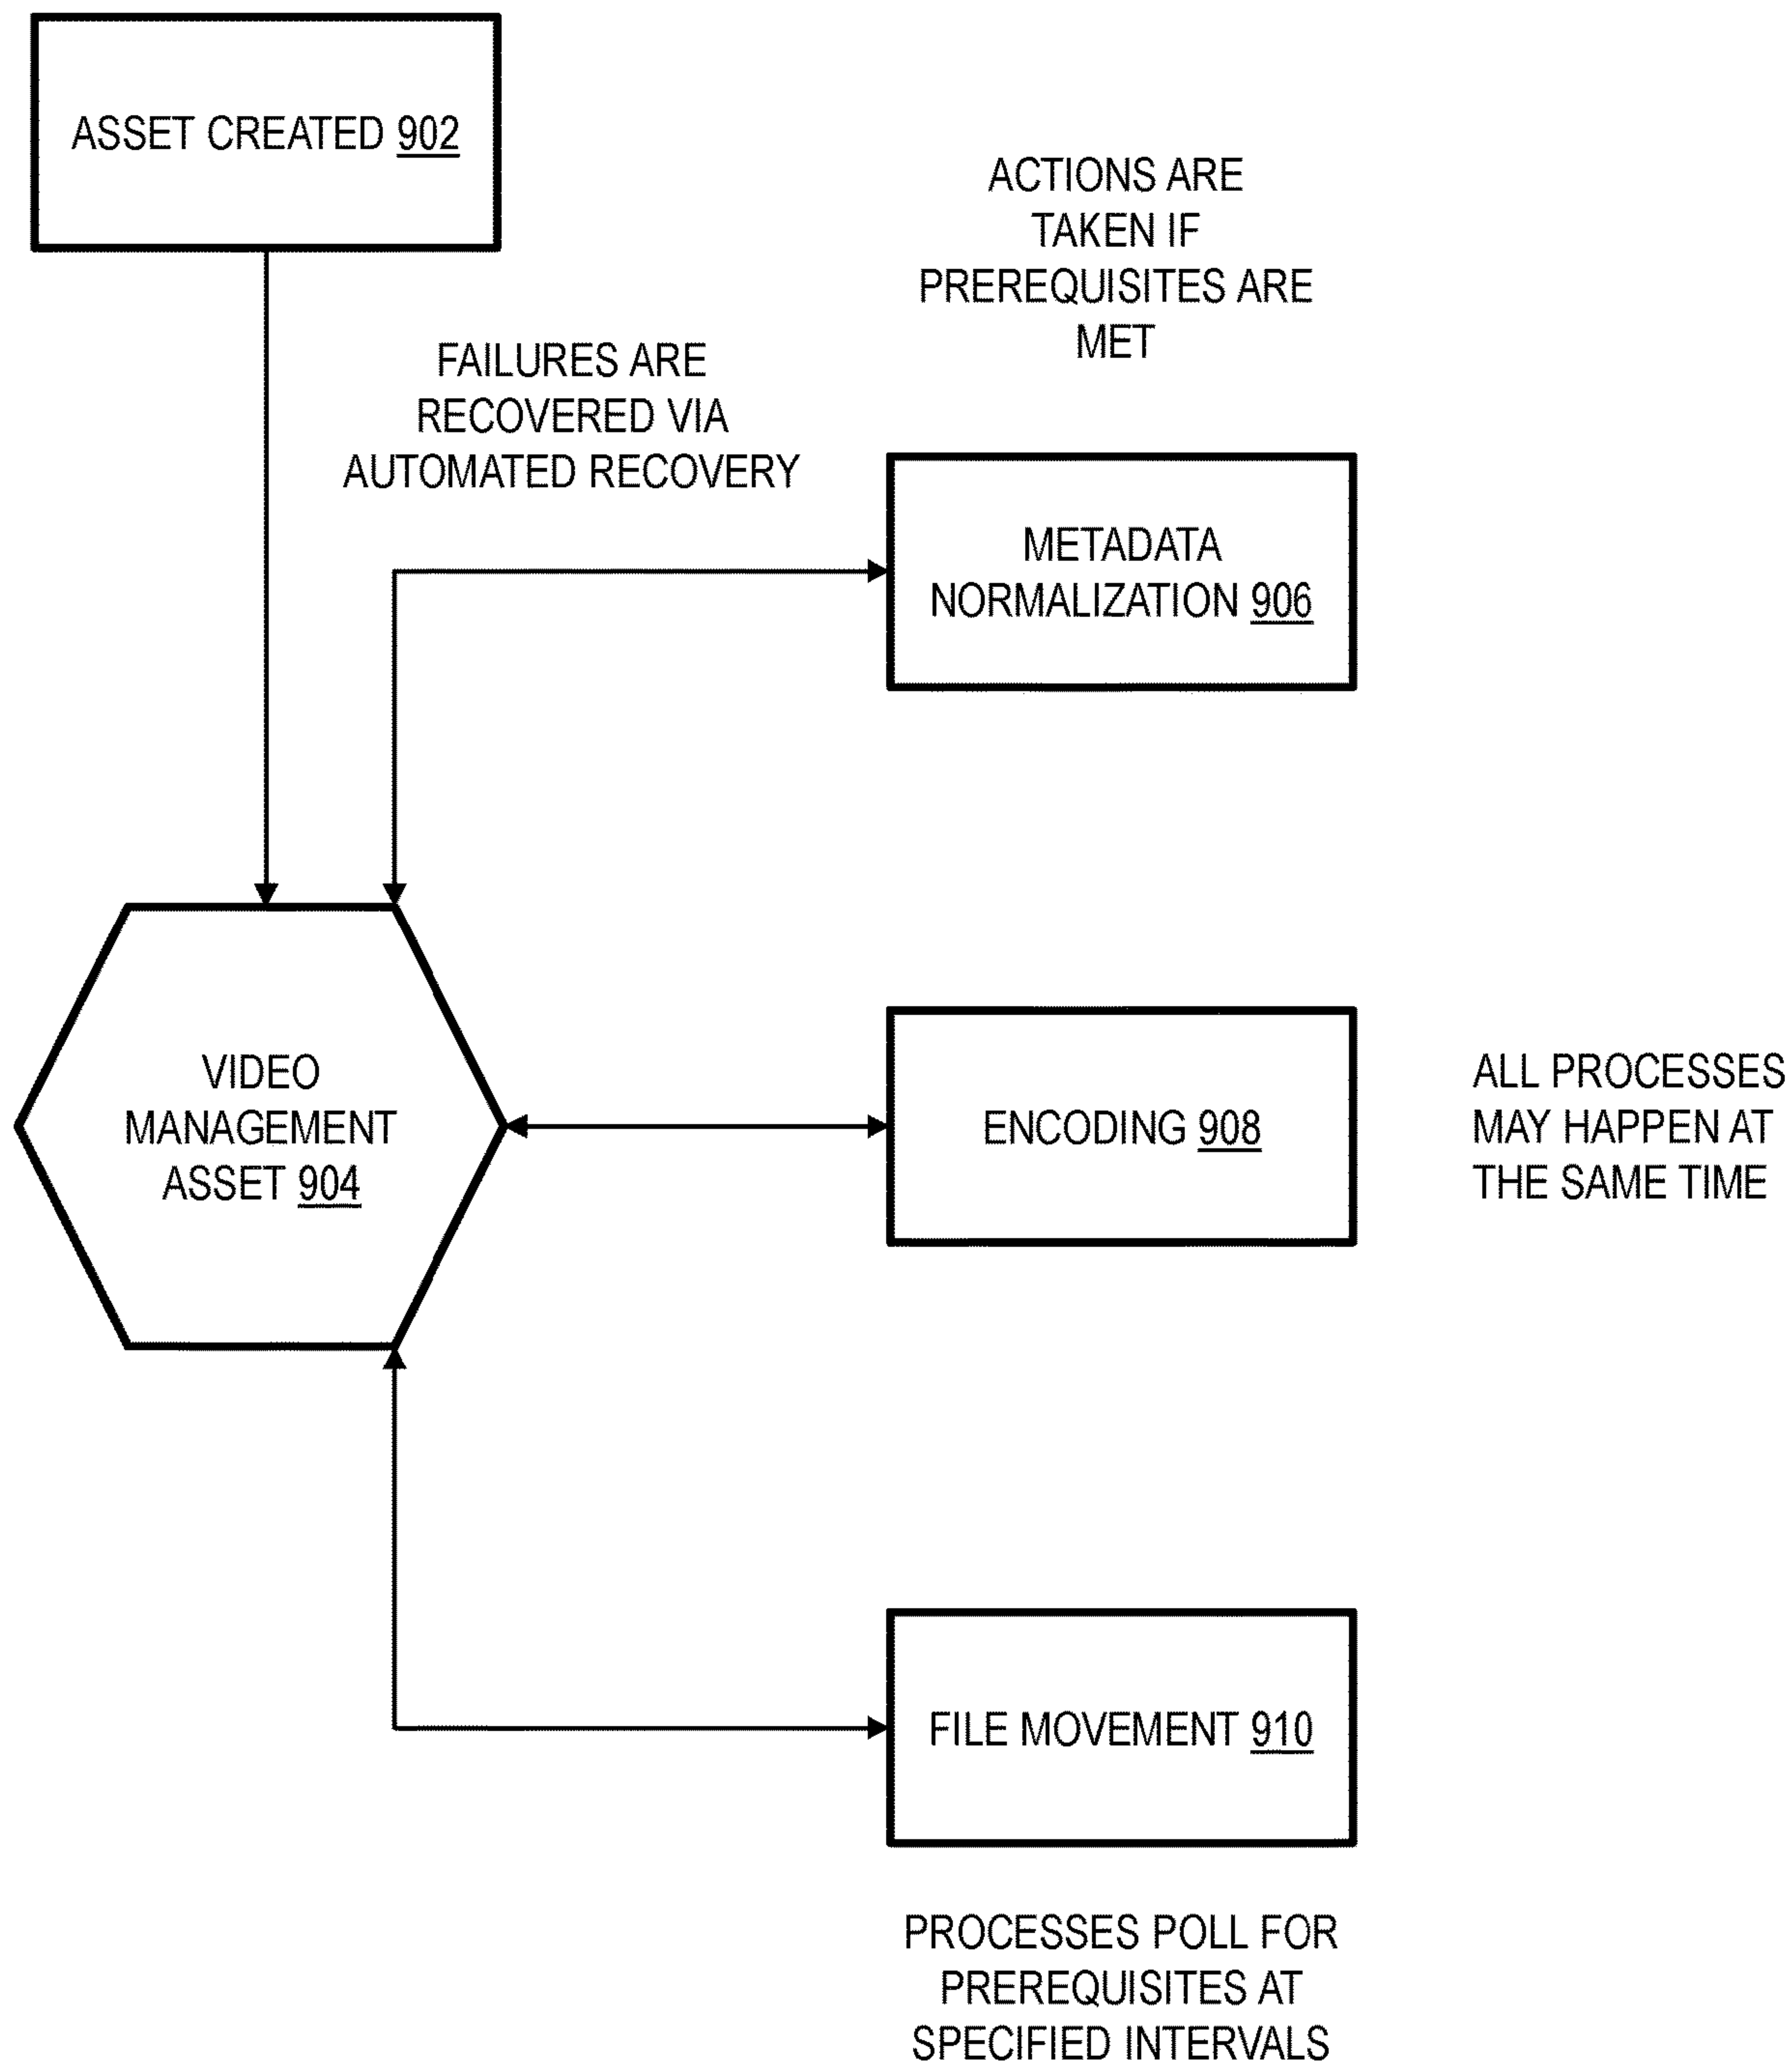 ASSET CREATED 902
ACTIONS ARE
TAKEN IF
PREREQUISITES ARE
MET
FAILURES ARE
RECOVERED VIA
AUTOMATED RECOVERY
METADATA
NORMALIZATION 906
VIDEO
MANAGEMENT
ASSET 904
ENCODING 908
ALL PROCESSES
MAY HAPPEN AT
THE SAME TIME
FILE MOVEMENT 910
PROCESSES POLL FOR
PREREQUISITES AT
SPECIFIED INTERVALS